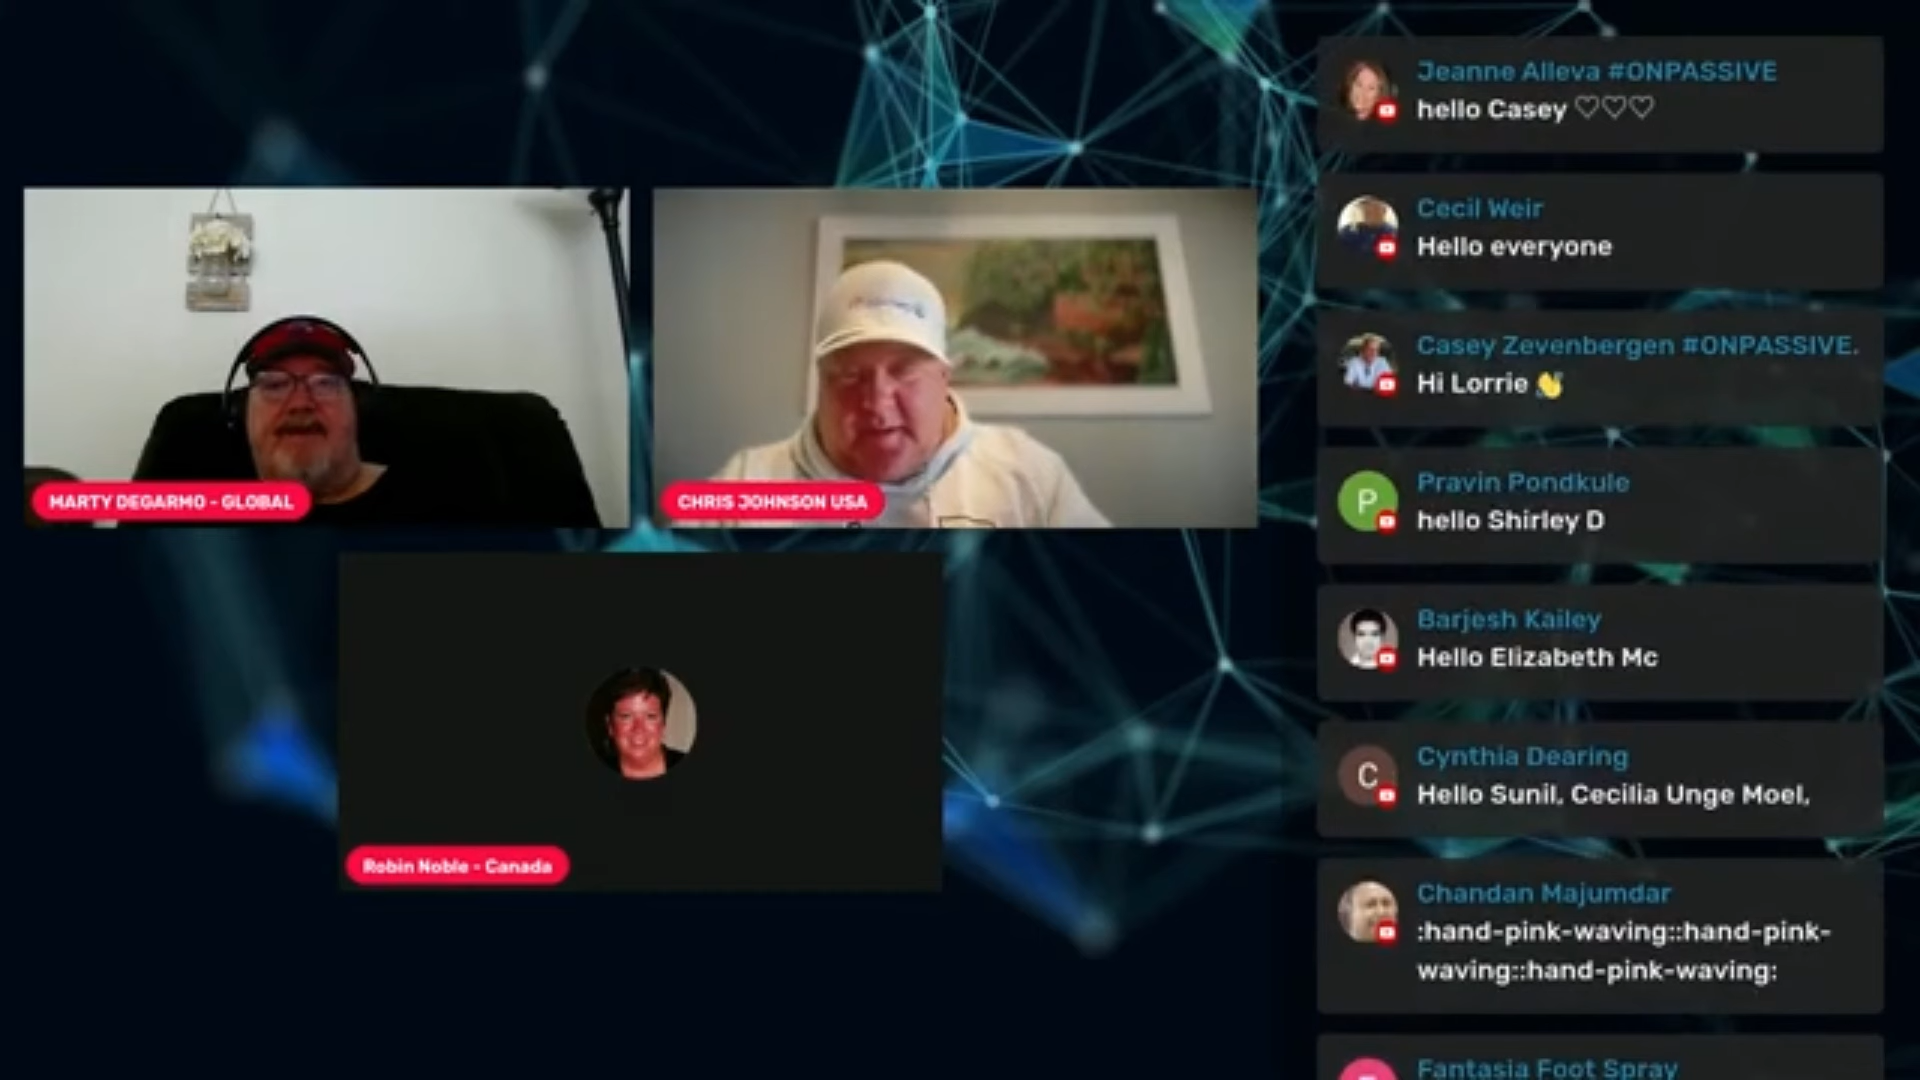 MARTY DEGARMO - GLOBAL
CHRIS JOHNSON USA
Robin Noble - Canada
Jeanne Alleva #ONPASSIVE
hello Casey ♡♡♡
Cecil Weir
Hello everyone
Casey Zevenbergen #ONPASSIVE.
Hi Lorrie 👋
P
Pravin Pondkule
hello Shirley D
Barjesh Kailey
Hello Elizabeth Mc
C
Cynthia Dearing
Hello Sunil, Cecilia Unge Moel,
Chandan Majumdar
:hand-pink-waving::hand-pink-
waving::hand-pink-waving:
Fantasia Foot Spray